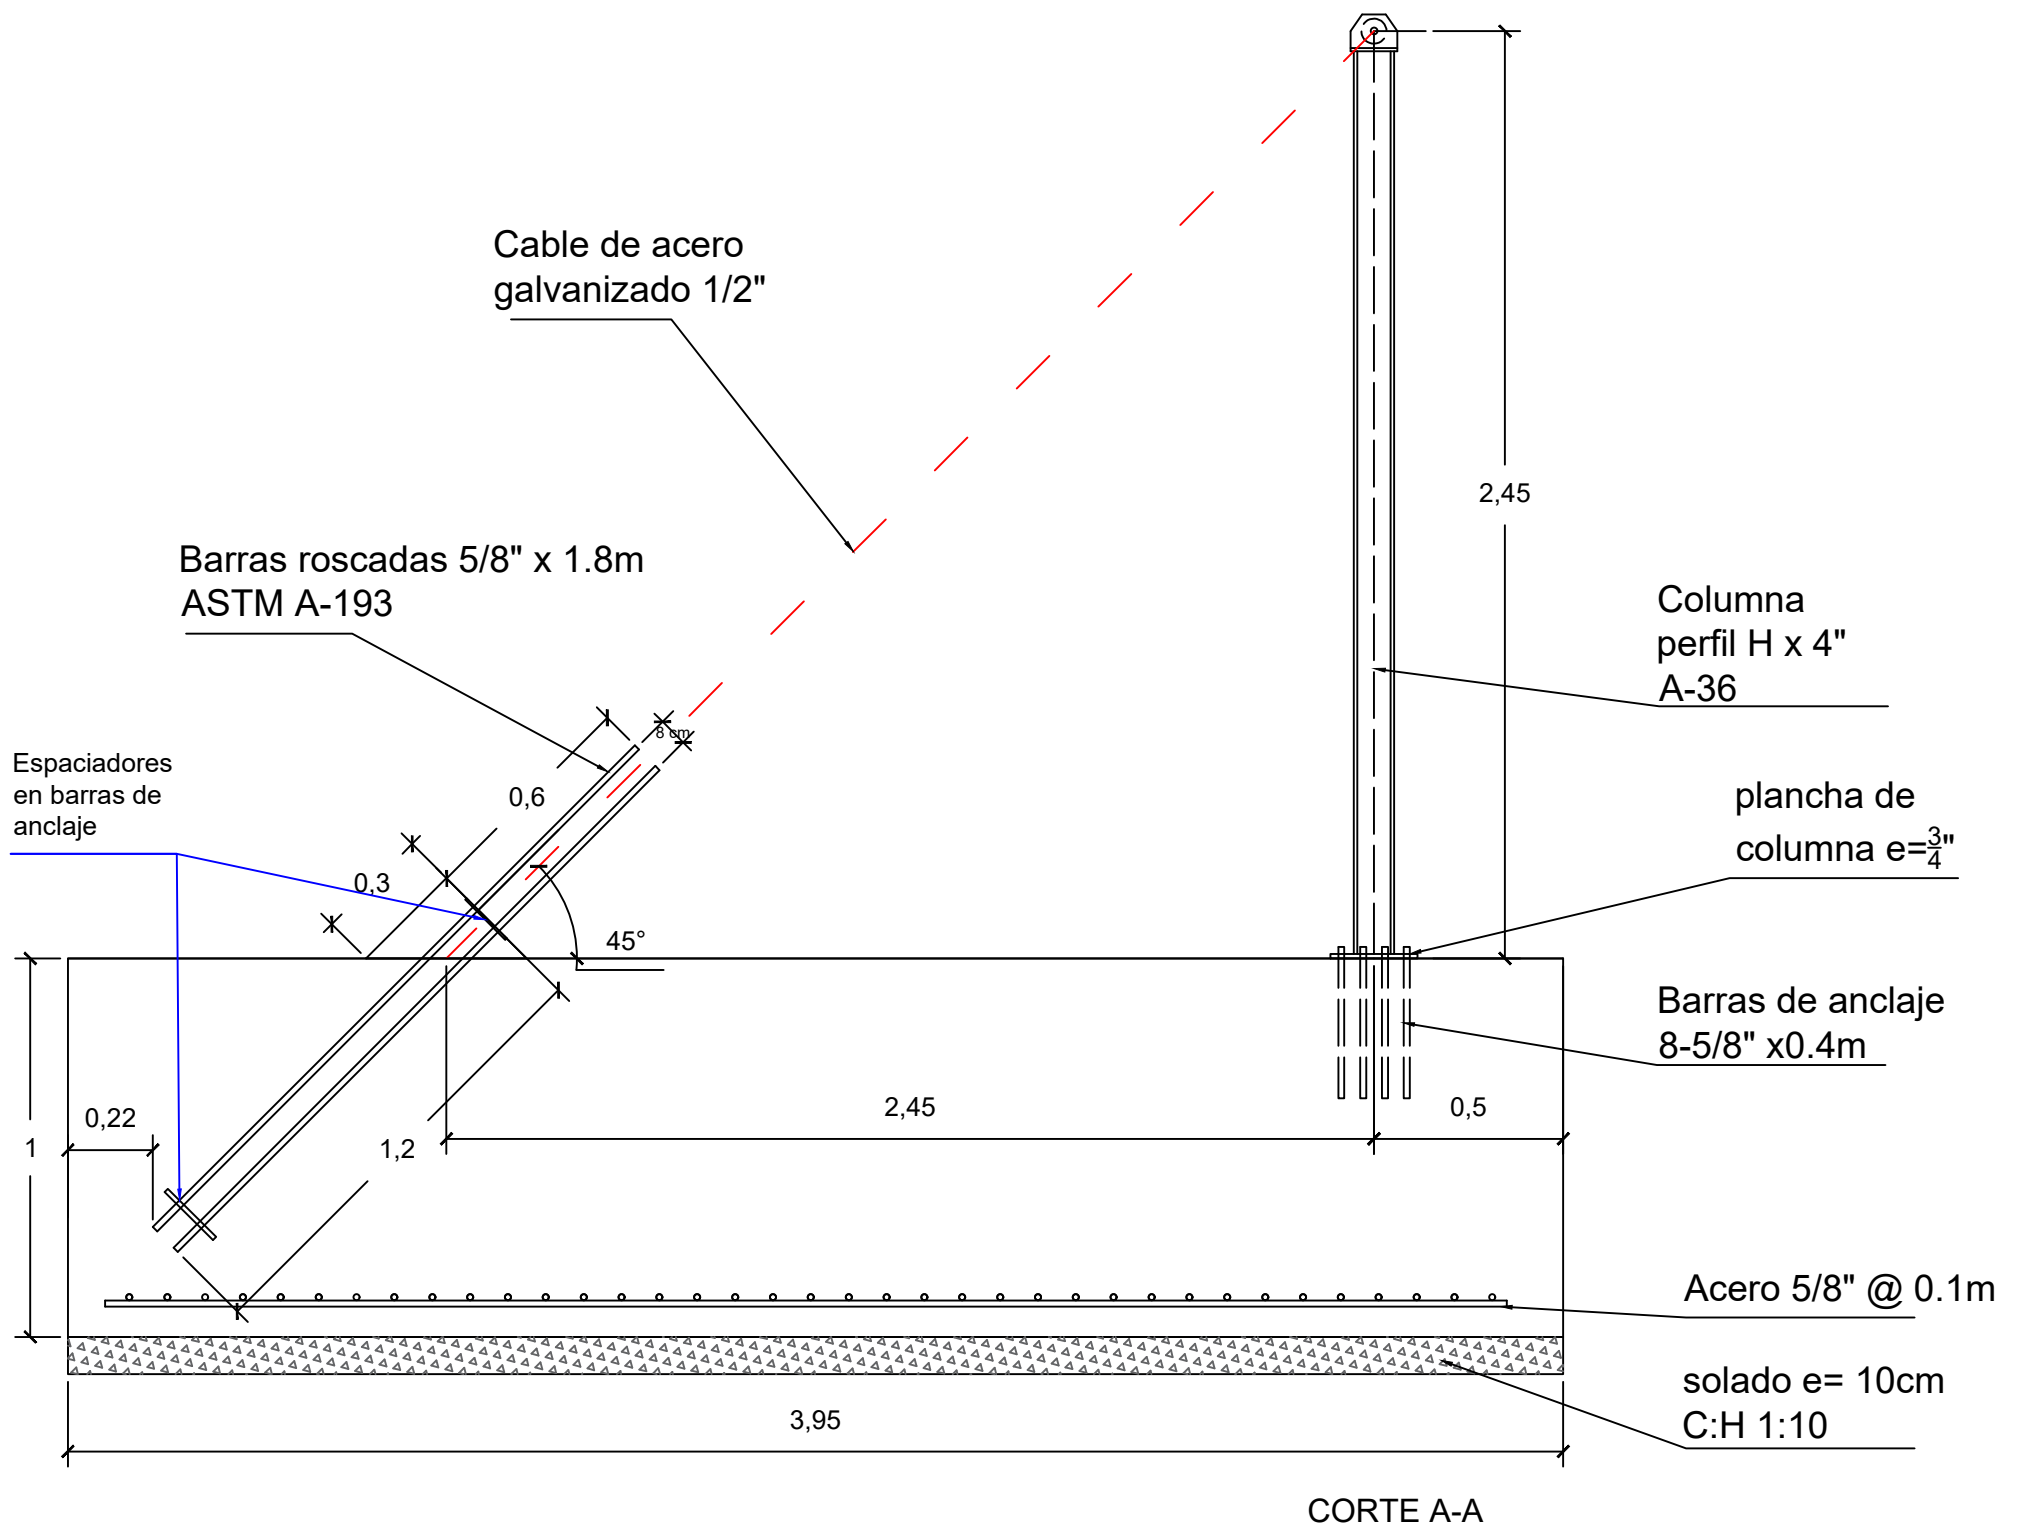 Cable de acero
galvanizado 1/2"
2,45
Barras roscadas 5/8" x 1.8m
ASTM A-193
Columna
perfil H x 4"
A-36
8 cm
Espaciadores
en barras de
anclaje
0,6
plancha de
columna e=3/4"
0,3
45°
Barras de anclaje
8-5/8" x0.4m
0,22
2,45
0,5
1
1,2
Acero 5/8" @ 0.1m
solado e= 10cm
C:H 1:10
3,95
CORTE A-A